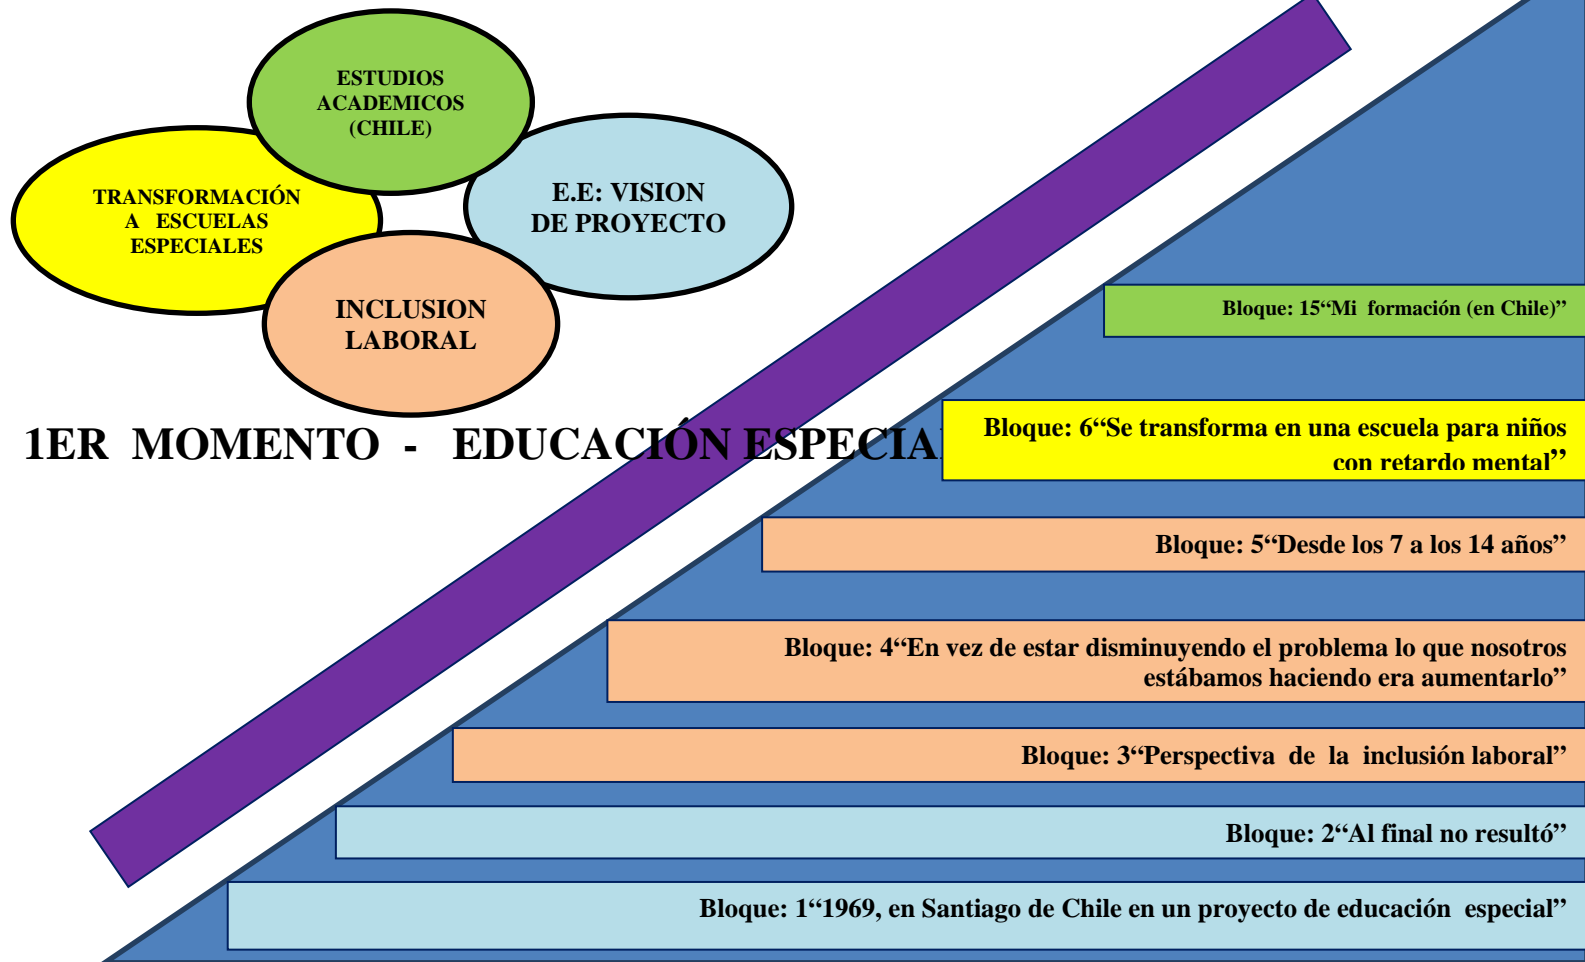 ESTUDIOS
ACADEMICOS
(CHILE)
TRANSFORMACIÓN
A ESCUELAS
ESPECIALES
E.E: VISION
DE PROYECTO
INCLUSION
LABORAL
1ER MOMENTO - EDUCACIÓN ESPECIA
Bloque: 15“Mi formación (en Chile)”
Bloque: 6“Se transforma en una escuela para niños
con retardo mental”
Bloque: 5“Desde los 7 a los 14 años”
Bloque: 4“En vez de estar disminuyendo el problema lo que nosotros
estábamos haciendo era aumentarlo”
Bloque: 3“Perspectiva de la inclusión laboral”
Bloque: 2“Al final no resultó”
Bloque: 1“1969, en Santiago de Chile en un proyecto de educación especial”